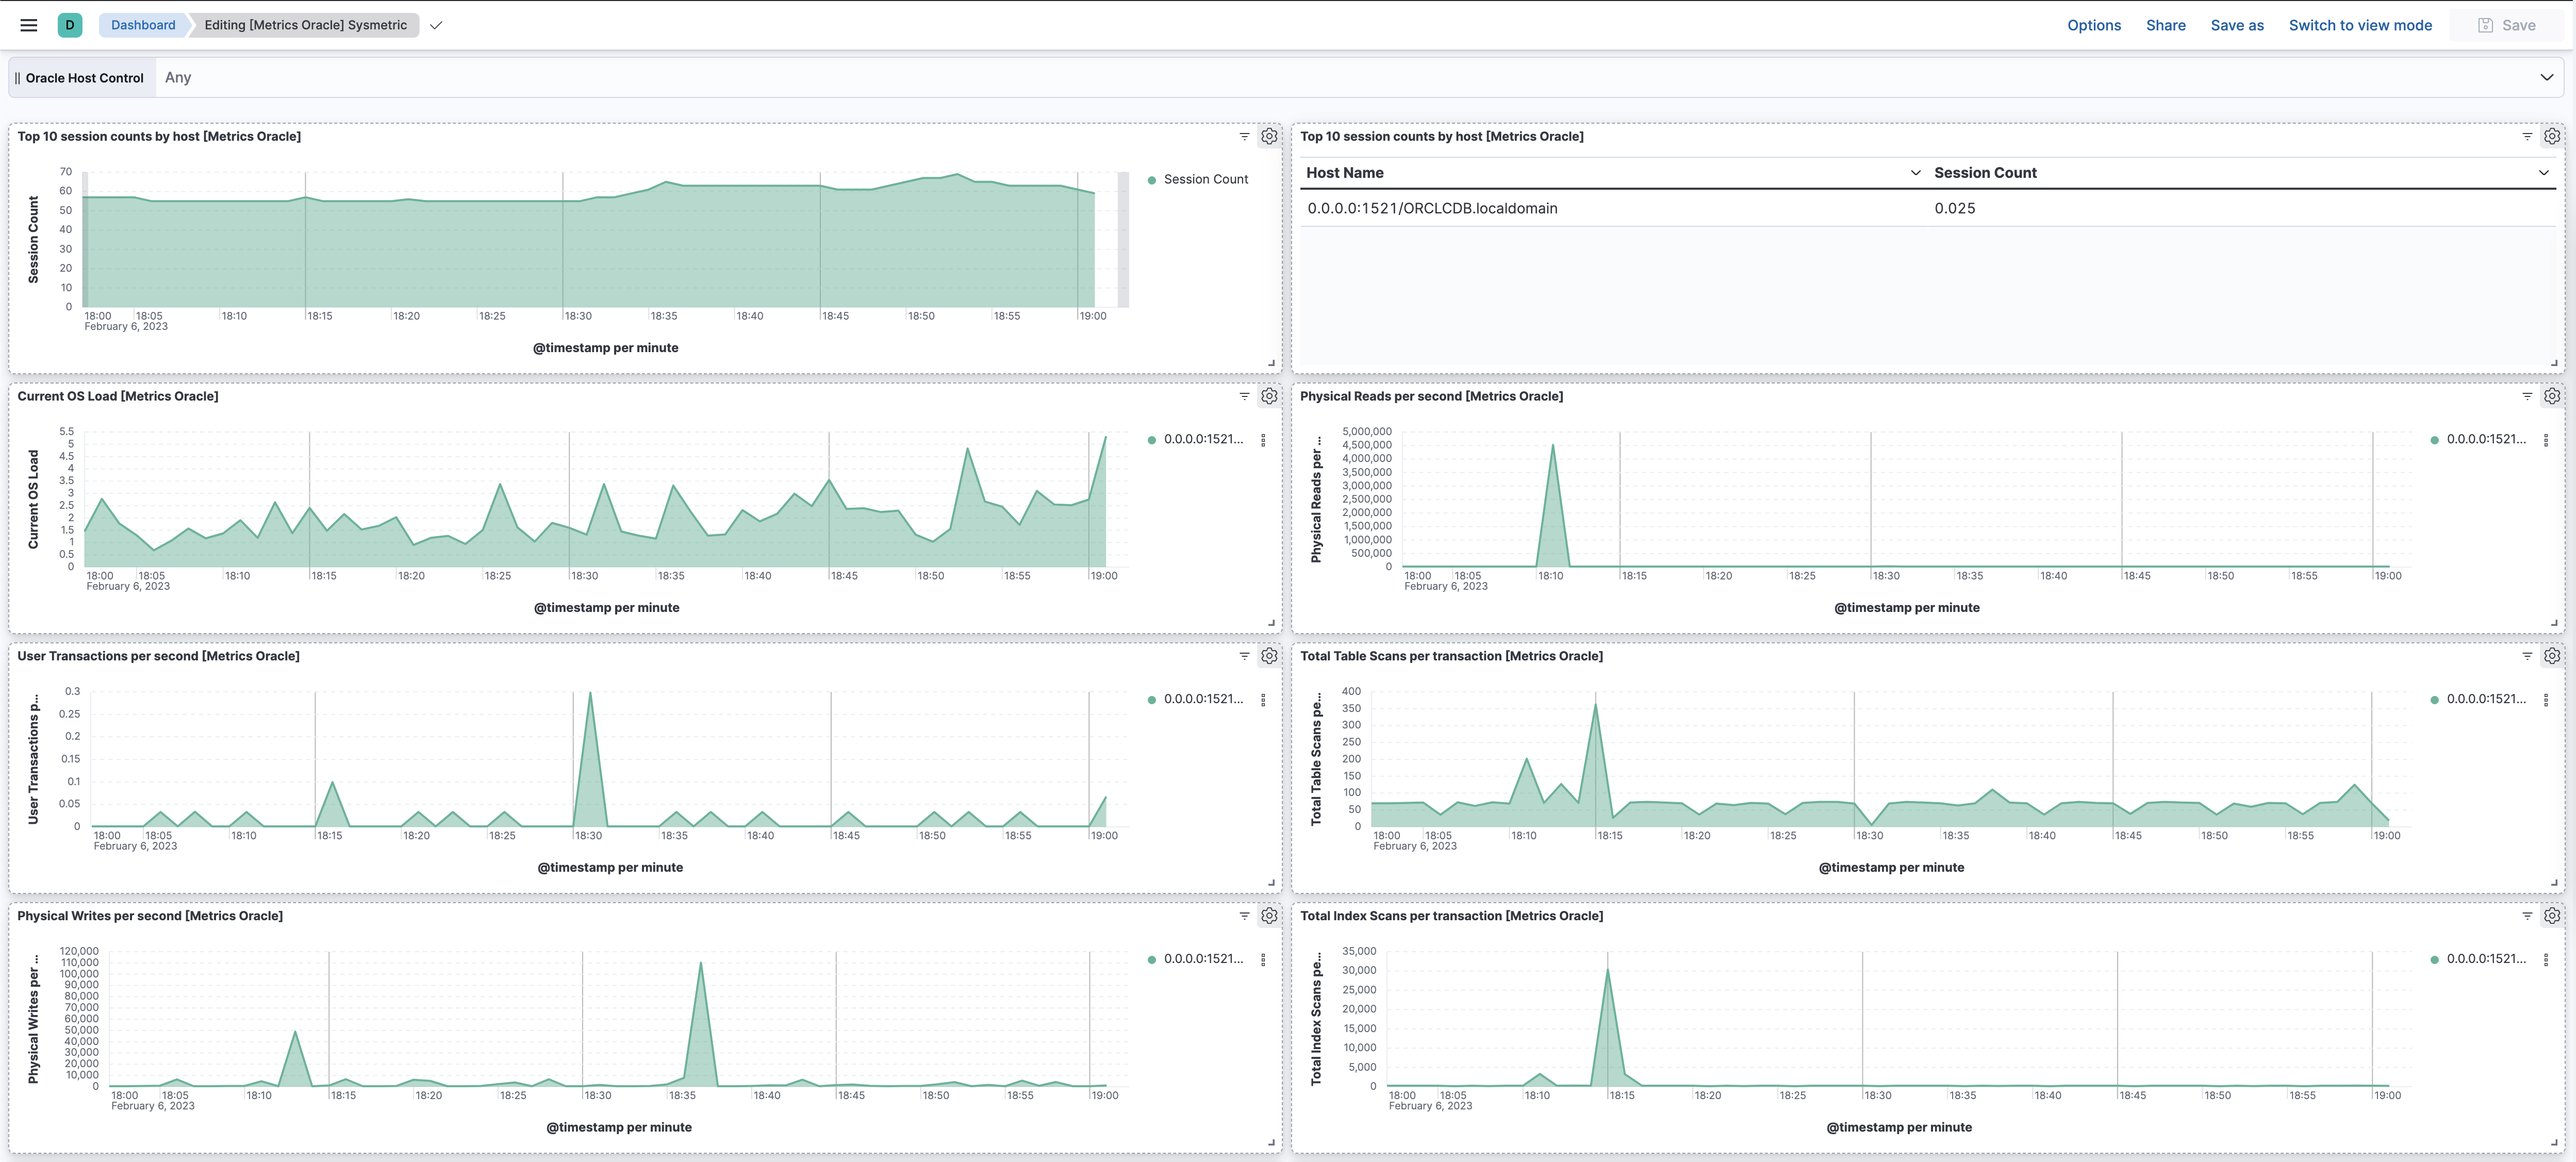 D Dashboard Editing [Metrics Oracle] Sysmetric Options Share Save as Switch to view mode Save
Oracle Host Control Any
Top 10 session counts by host [Metrics Oracle]
Session Count
70
60
50
40
30
20
10
0
18:00 18:05 18:10 18:15 18:20 18:25 18:30 18:35 18:40 18:45 18:50 18:55 19:00
February 6, 2023
@timestamp per minute
Session Count
Top 10 session counts by host [Metrics Oracle]
Host Name Session Count
0.0.0.0:1521/ORCLCDB.localdomain 0.025
Current OS Load [Metrics Oracle]
Current OS Load
5.5
5
4.5
4
3.5
3
2.5
2
1.5
1
0.5
0
18:00 18:05 18:10 18:15 18:20 18:25 18:30 18:35 18:40 18:45 18:50 18:55 19:00
February 6, 2023
@timestamp per minute
0.0.0.0:1521...
Physical Reads per second [Metrics Oracle]
Physical Reads per ...
5,000,000
4,500,000
4,000,000
3,500,000
3,000,000
2,500,000
2,000,000
1,500,000
1,000,000
500,000
0
18:00 18:05 18:10 18:15 18:20 18:25 18:30 18:35 18:40 18:45 18:50 18:55 19:00
February 6, 2023
@timestamp per minute
0.0.0.0:1521...
User Transactions per second [Metrics Oracle]
User Transactions p...
0.3
0.25
0.2
0.15
0.1
0.05
0
18:00 18:05 18:10 18:15 18:20 18:25 18:30 18:35 18:40 18:45 18:50 18:55 19:00
February 6, 2023
@timestamp per minute
0.0.0.0:1521...
Total Table Scans per transaction [Metrics Oracle]
Total Table Scans pe...
400
350
300
250
200
150
100
50
0
18:00 18:05 18:10 18:15 18:20 18:25 18:30 18:35 18:40 18:45 18:50 18:55 19:00
February 6, 2023
@timestamp per minute
0.0.0.0:1521...
Physical Writes per second [Metrics Oracle]
Physical Writes per ...
120,000
110,000
100,000
90,000
80,000
70,000
60,000
50,000
40,000
30,000
20,000
10,000
0
18:00 18:05 18:10 18:15 18:20 18:25 18:30 18:35 18:40 18:45 18:50 18:55 19:00
February 6, 2023
@timestamp per minute
0.0.0.0:1521...
Total Index Scans per transaction [Metrics Oracle]
Total Index Scans pe...
35,000
30,000
25,000
20,000
15,000
10,000
5,000
0
18:00 18:05 18:10 18:15 18:20 18:25 18:30 18:35 18:40 18:45 18:50 18:55 19:00
February 6, 2023
@timestamp per minute
0.0.0.0:1521...